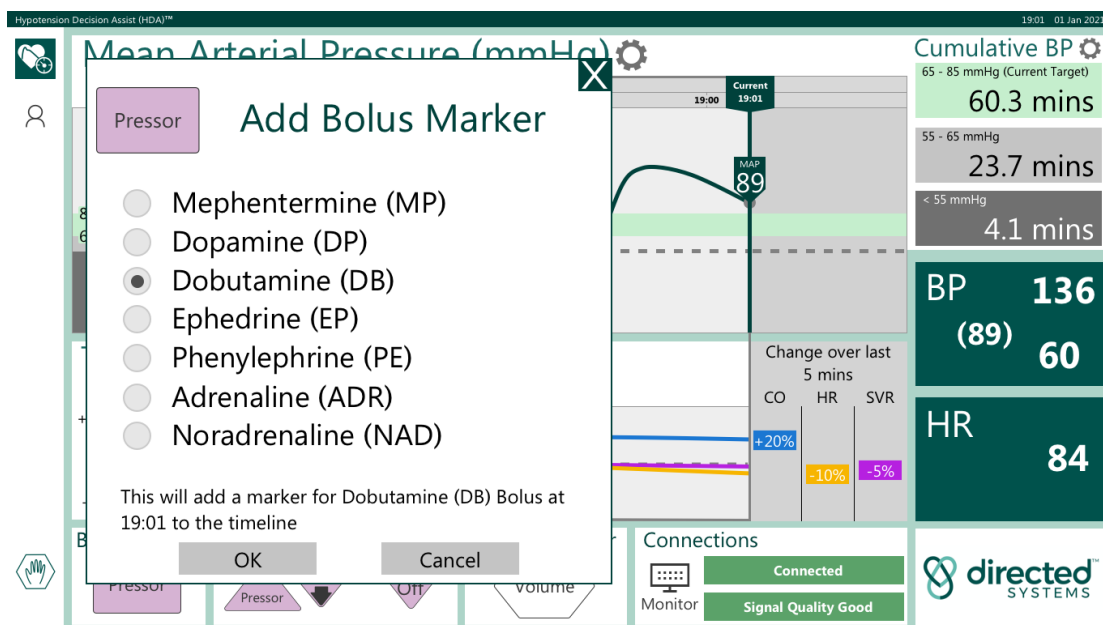 Hypotension Decision Assist (HDA)™
19:01 01 Jan 2021
Mean Arterial Pressure (mmHg)
Cumulative BP
65 - 85 mmHg (Current Target)
60.3 mins
55 - 65 mmHg
23.7 mins
< 55 mmHg
4.1 mins
X
Pressor
Add Bolus Marker
Mephentermine (MP)
Dopamine (DP)
Dobutamine (DB)
Ephedrine (EP)
Phenylephrine (PE)
Adrenaline (ADR)
Noradrenaline (NAD)
This will add a marker for Dobutamine (DB) Bolus at
19:01 to the timeline
OK Cancel
19:00
Current
19:01
MAP
89
Change over last
5 mins
CO HR SVR
+20%
-10%
-5%
BP 136
(89)
60
HR
84
B
Pressor
Pressor
Off
Volume
Connections
Monitor
Connected
Signal Quality Good
directed™
SYSTEMS